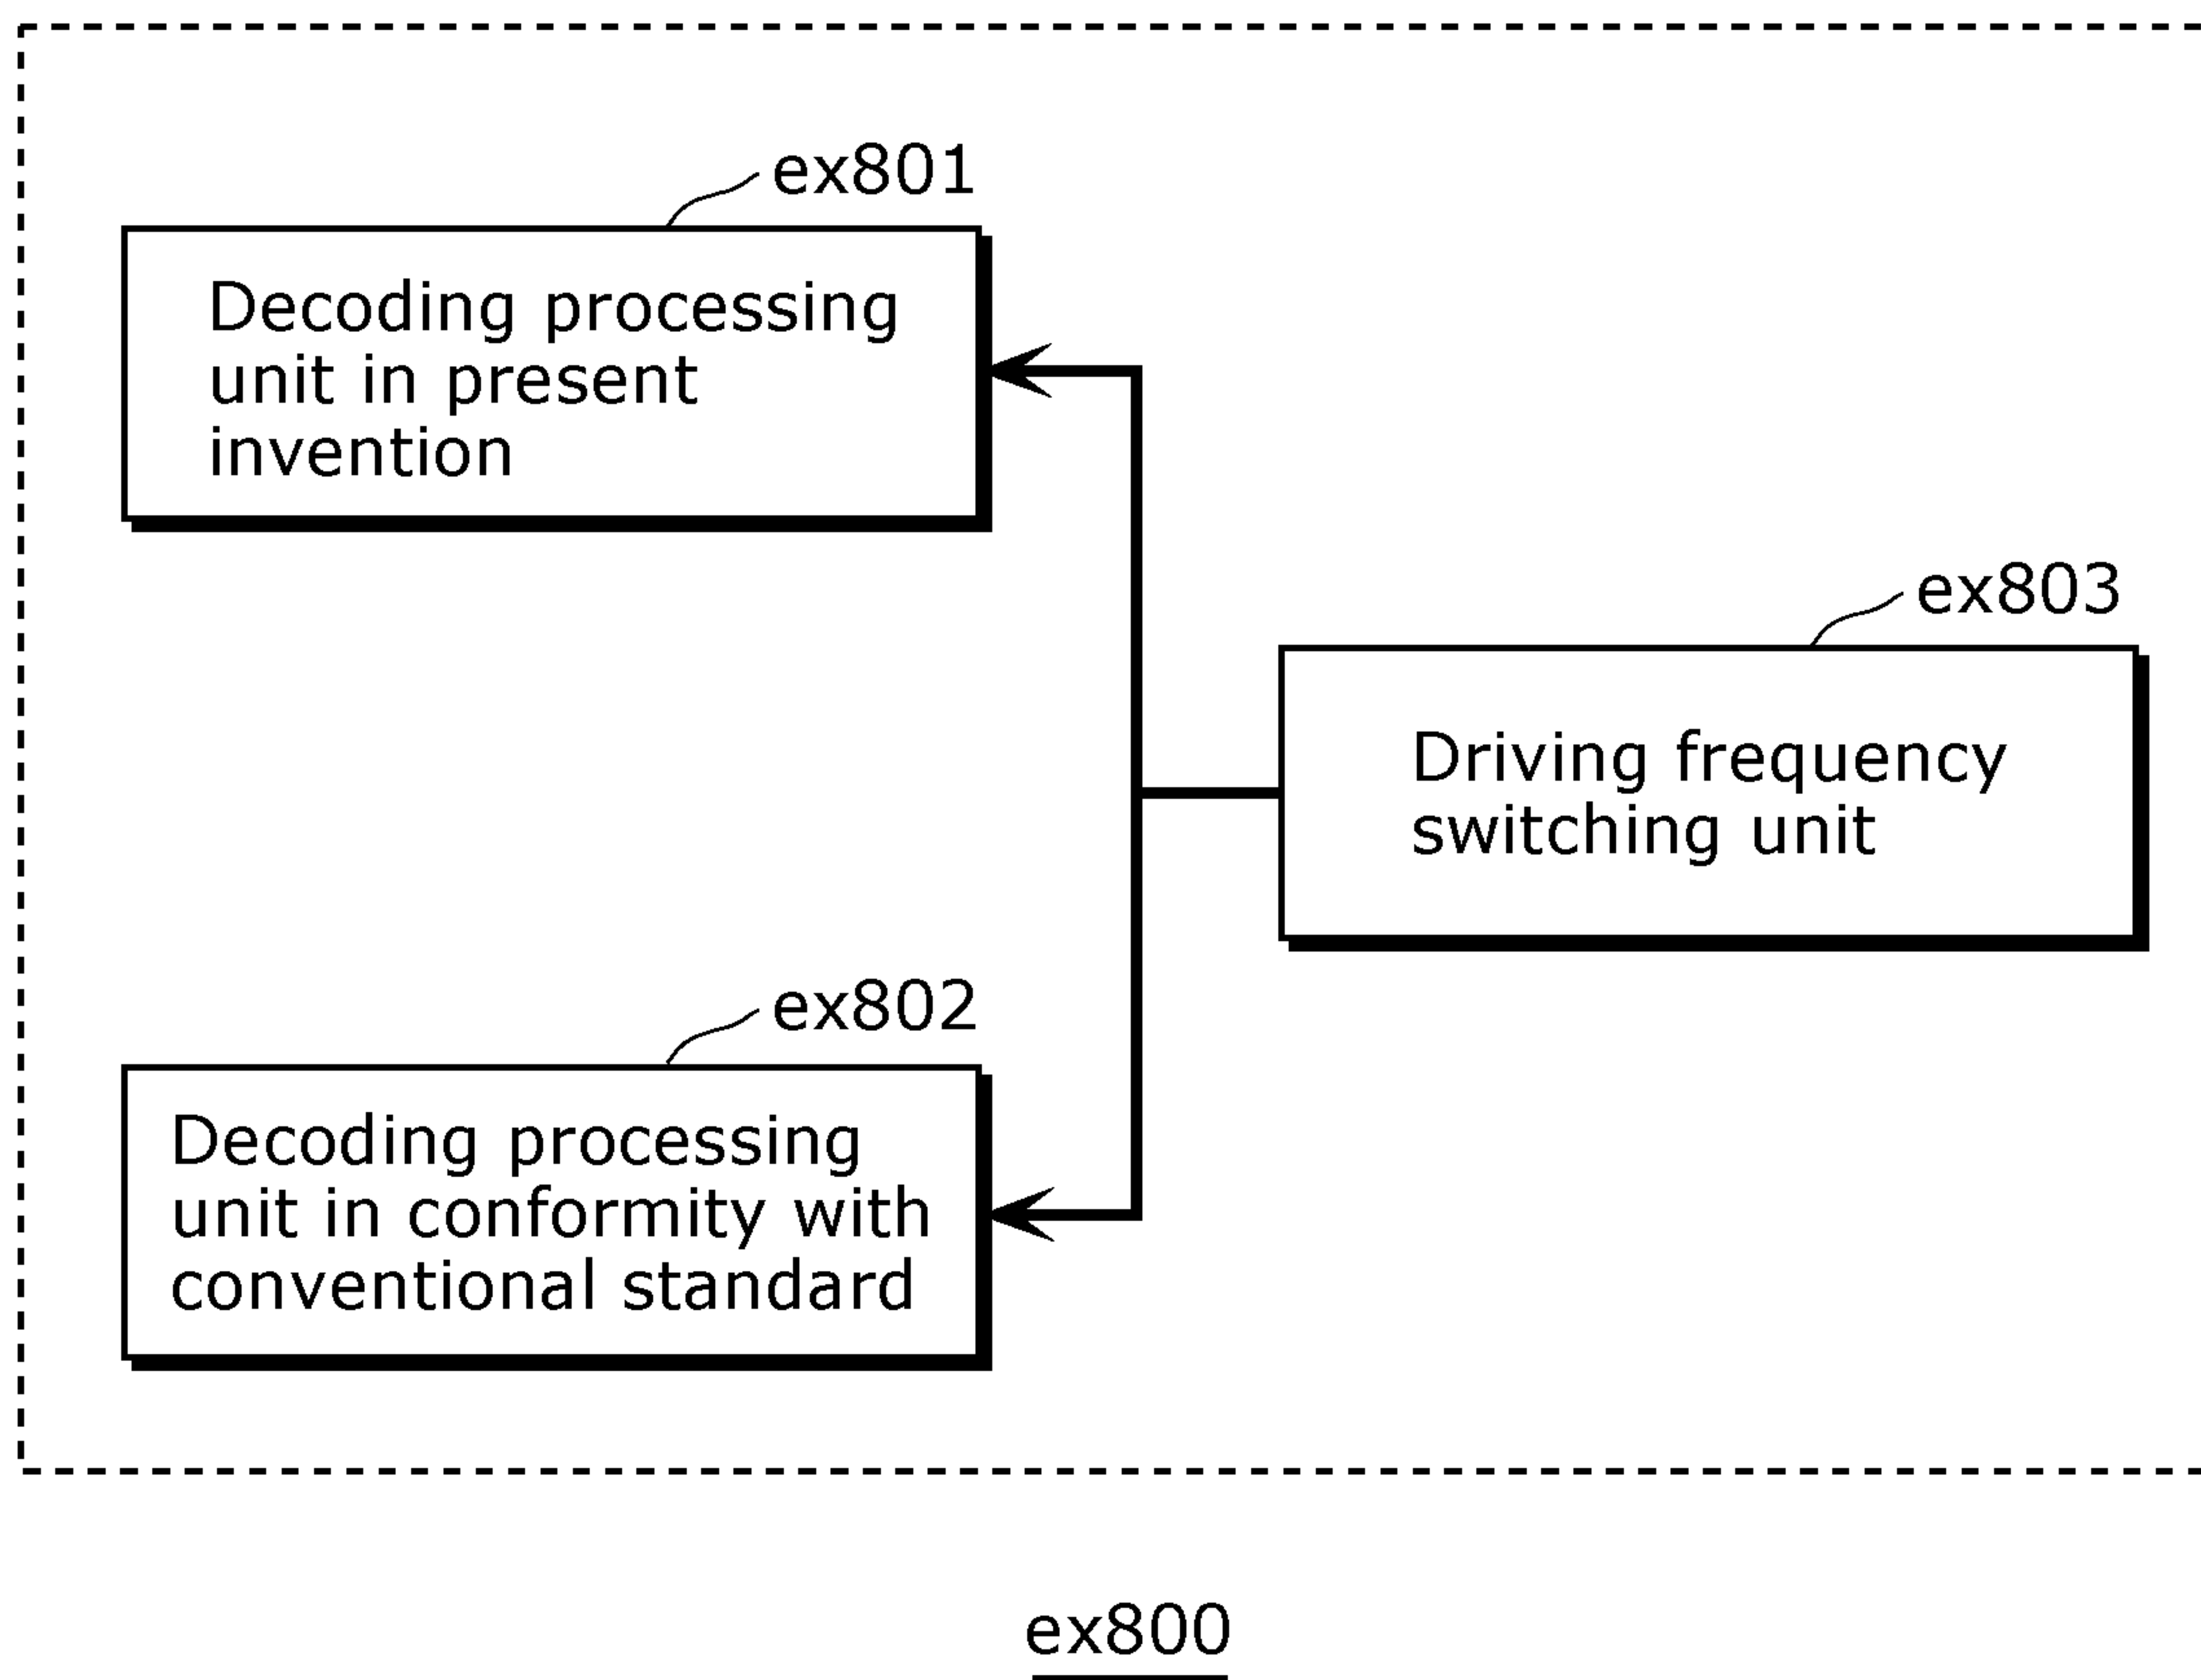 ex801
Decoding processing
unit in present
invention
ex803
Driving frequency
switching unit
ex802
Decoding processing
unit in conformity with
conventional standard
ex800